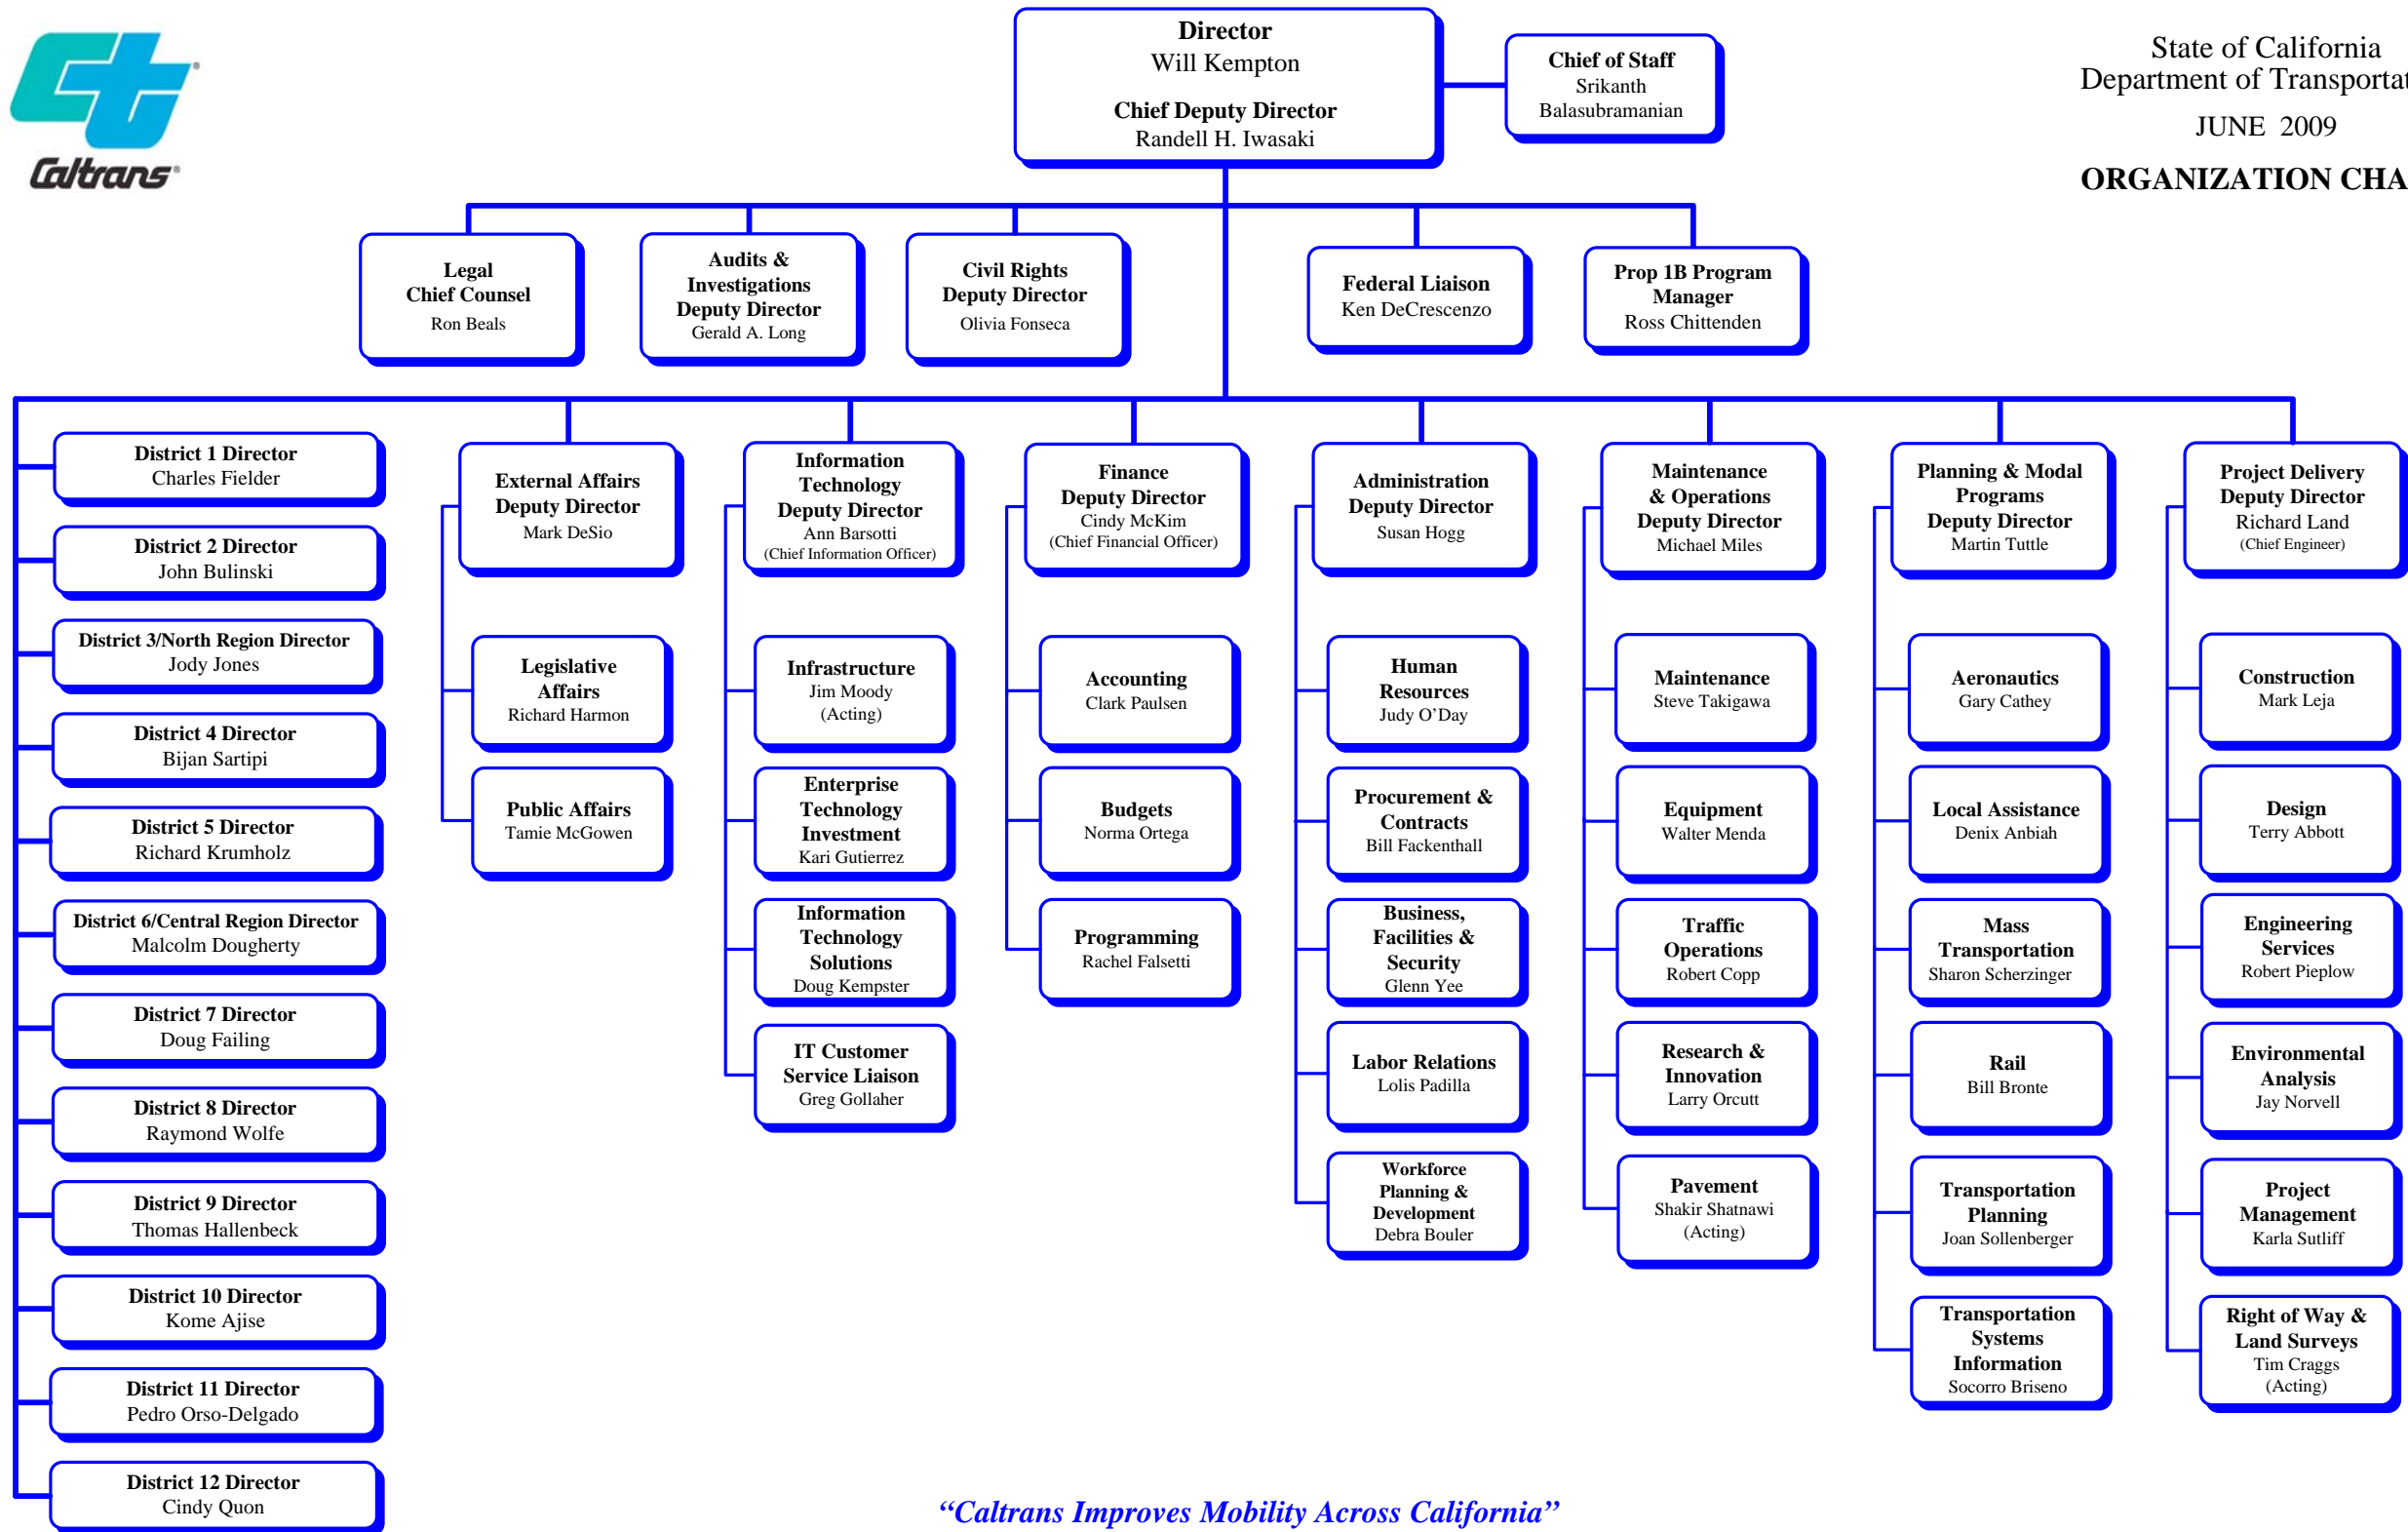 Caltrans
Director
Will Kempton
Chief Deputy Director
Randell H. Iwasaki
Chief of Staff
Srikanth
Balasubramanian
State of California
Department of Transportat
JUNE 2009
ORGANIZATION CHA
Legal
Chief Counsel
Ron Beals
Audits &
Investigations
Deputy Director
Gerald A. Long
Civil Rights
Deputy Director
Olivia Fonseca
Federal Liaison
Ken DeCrescenzo
Prop 1B Program
Manager
Ross Chittenden
District 1 Director
Charles Fielder
District 2 Director
John Bulinski
District 3/North Region Director
Jody Jones
District 4 Director
Bijan Sartipi
District 5 Director
Richard Krumholz
District 6/Central Region Director
Malcolm Dougherty
District 7 Director
Doug Failing
District 8 Director
Raymond Wolfe
District 9 Director
Thomas Hallenbeck
District 10 Director
Kome Ajise
District 11 Director
Pedro Orso-Delgado
District 12 Director
Cindy Quon
External Affairs
Deputy Director
Mark DeSio
Legislative
Affairs
Richard Harmon
Public Affairs
Tamie McGowen
Information
Technology
Deputy Director
Ann Barsotti
(Chief Information Officer)
Infrastructure
Jim Moody
(Acting)
Enterprise
Technology
Investment
Kari Gutierrez
Information
Technology
Solutions
Doug Kempster
IT Customer
Service Liaison
Greg Gollaher
Finance
Deputy Director
Cindy McKim
(Chief Financial Officer)
Accounting
Clark Paulsen
Budgets
Norma Ortega
Programming
Rachel Falsetti
Administration
Deputy Director
Susan Hogg
Human
Resources
Judy O’Day
Procurement &
Contracts
Bill Fackenthall
Business,
Facilities &
Security
Glenn Yee
Labor Relations
Lolis Padilla
Workforce
Planning &
Development
Debra Bouler
Maintenance
& Operations
Deputy Director
Michael Miles
Maintenance
Steve Takigawa
Equipment
Walter Menda
Traffic
Operations
Robert Copp
Research &
Innovation
Larry Orcutt
Pavement
Shakir Shatnawi
(Acting)
Planning & Modal
Programs
Deputy Director
Martin Tuttle
Aeronautics
Gary Cathey
Local Assistance
Denix Anbiah
Mass
Transportation
Sharon Scherzinger
Rail
Bill Bronte
Transportation
Planning
Joan Sollenberger
Transportation
Systems
Information
Socorro Briseno
Project Delivery
Deputy Director
Richard Land
(Chief Engineer)
Construction
Mark Leja
Design
Terry Abbott
Engineering
Services
Robert Pieplow
Environmental
Analysis
Jay Norvell
Project
Management
Karla Sutliff
Right of Way &
Land Surveys
Tim Craggs
(Acting)
“Caltrans Improves Mobility Across California”